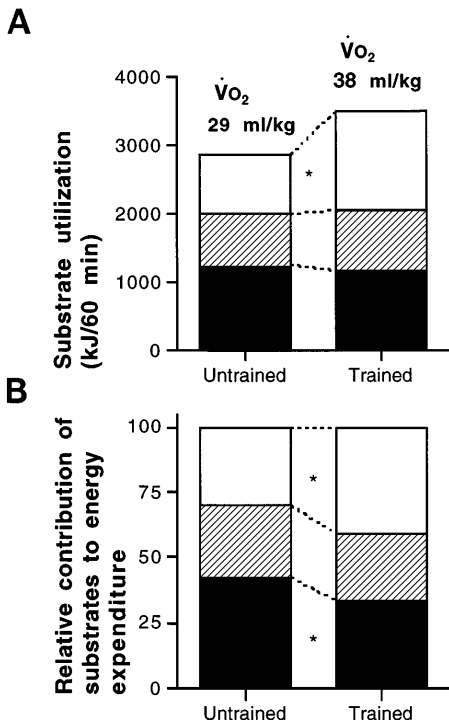 A
V̇O₂
38 ml/kg
V̇O₂
29 ml/kg
4000
3000
2000
1000
0
Substrate utilization
(kJ/60 min)
*
Untrained
Trained
B
100
75
50
25
0
Relative contribution of
substrates to energy
expenditure
*
*
Untrained
Trained